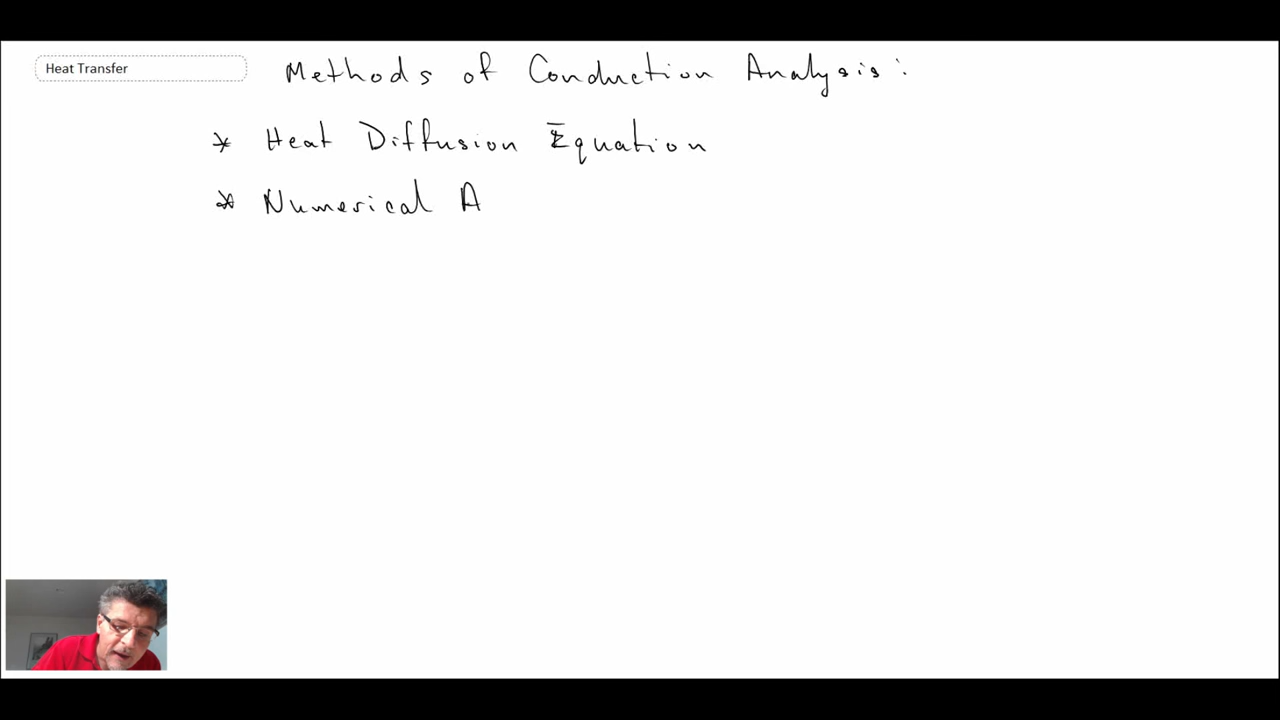 Heat Transfer
Methods of Conduction Analysis:
* Heat Diffusion Equation
* Numerical A